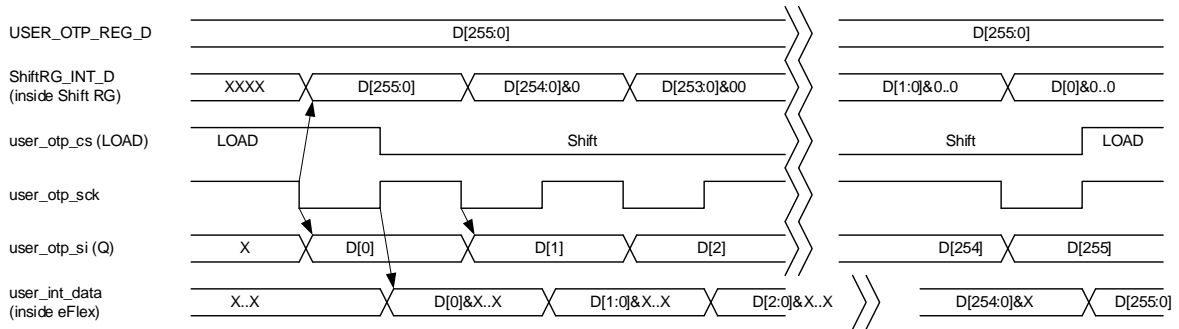 USER_OTP_REG_D D[255:0] D[255:0]
ShiftRG_INT_D
(inside Shift RG)
XXXX D[255:0] D[254:0]&0 D[253:0]&00 D[1:0]&0..0 D[0]&0..0
user_otp_cs (LOAD) LOAD Shift Shift LOAD
user_otp_sck
user_otp_si (Q) X D[0] D[1] D[2] D[254] D[255]
user_int_data
(inside eFlex)
X..X D[0]&X..X D[1:0]&X..X D[2:0]&X..X D[254:0]&X D[255:0]